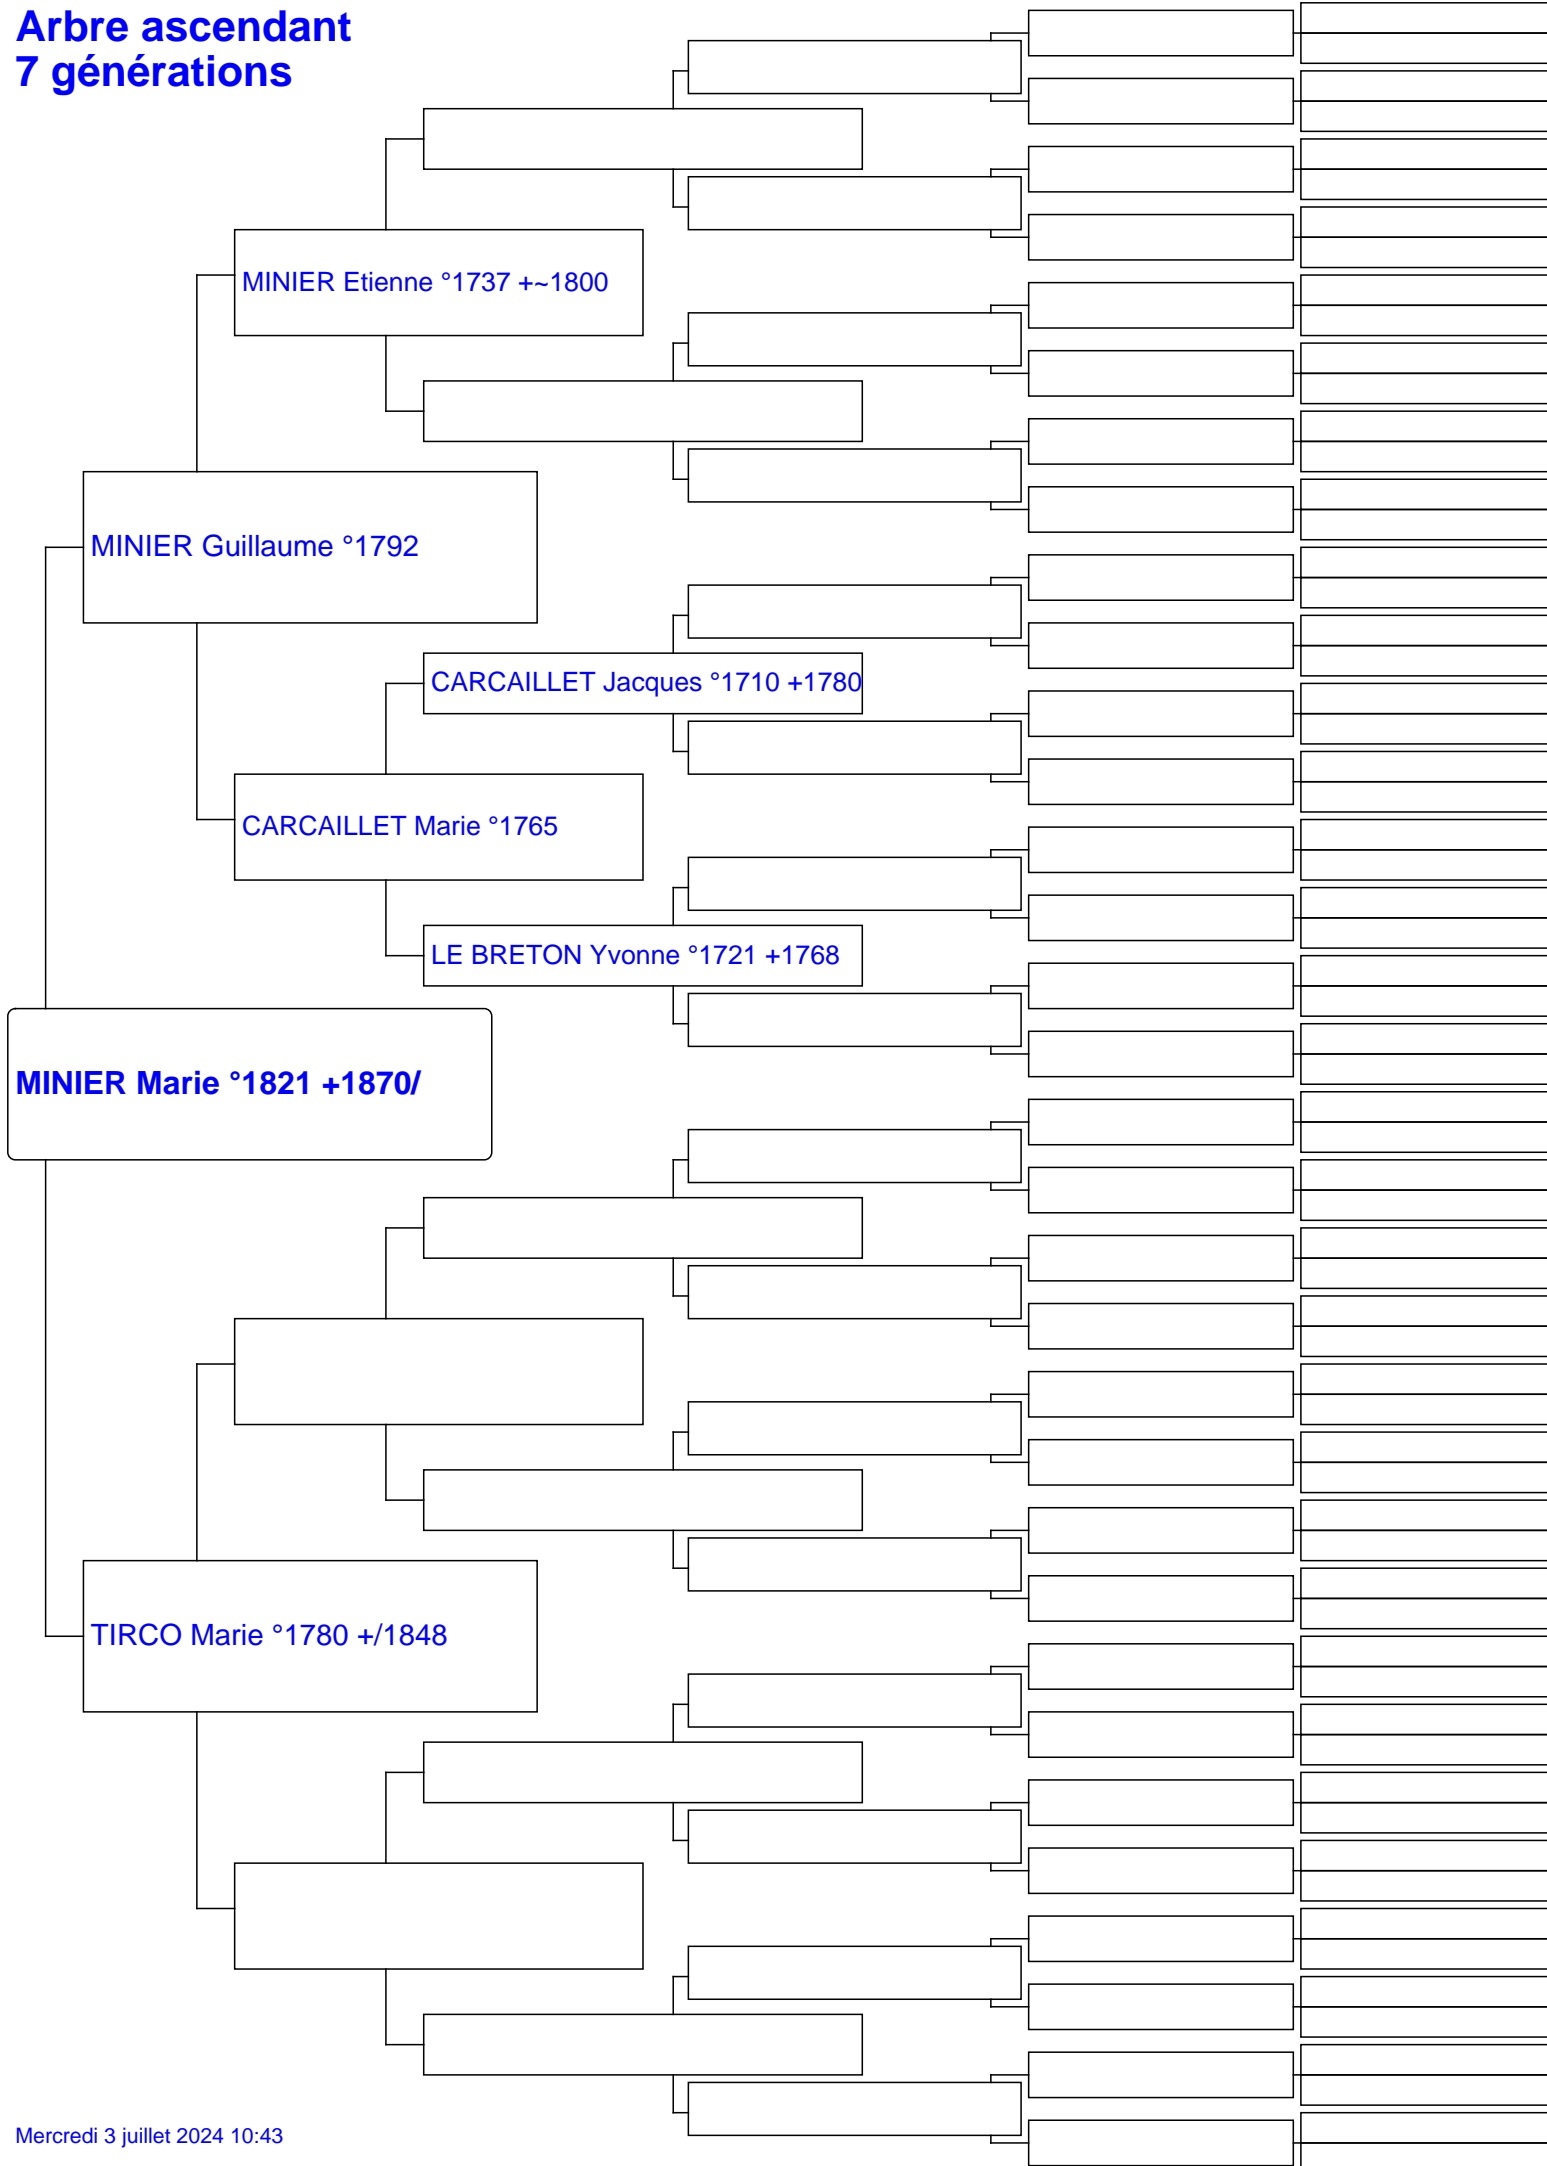 Arbre ascendant
7 générations
MINIER Etienne °1737 +~1800
MINIER Guillaume °1792
CARCAILLET Jacques °1710 +1780
CARCAILLET Marie °1765
LE BRETON Yvonne °1721 +1768
MINIER Marie °1821 +1870/
TIRCO Marie °1780 +/1848
Mercredi 3 juillet 2024 10:43